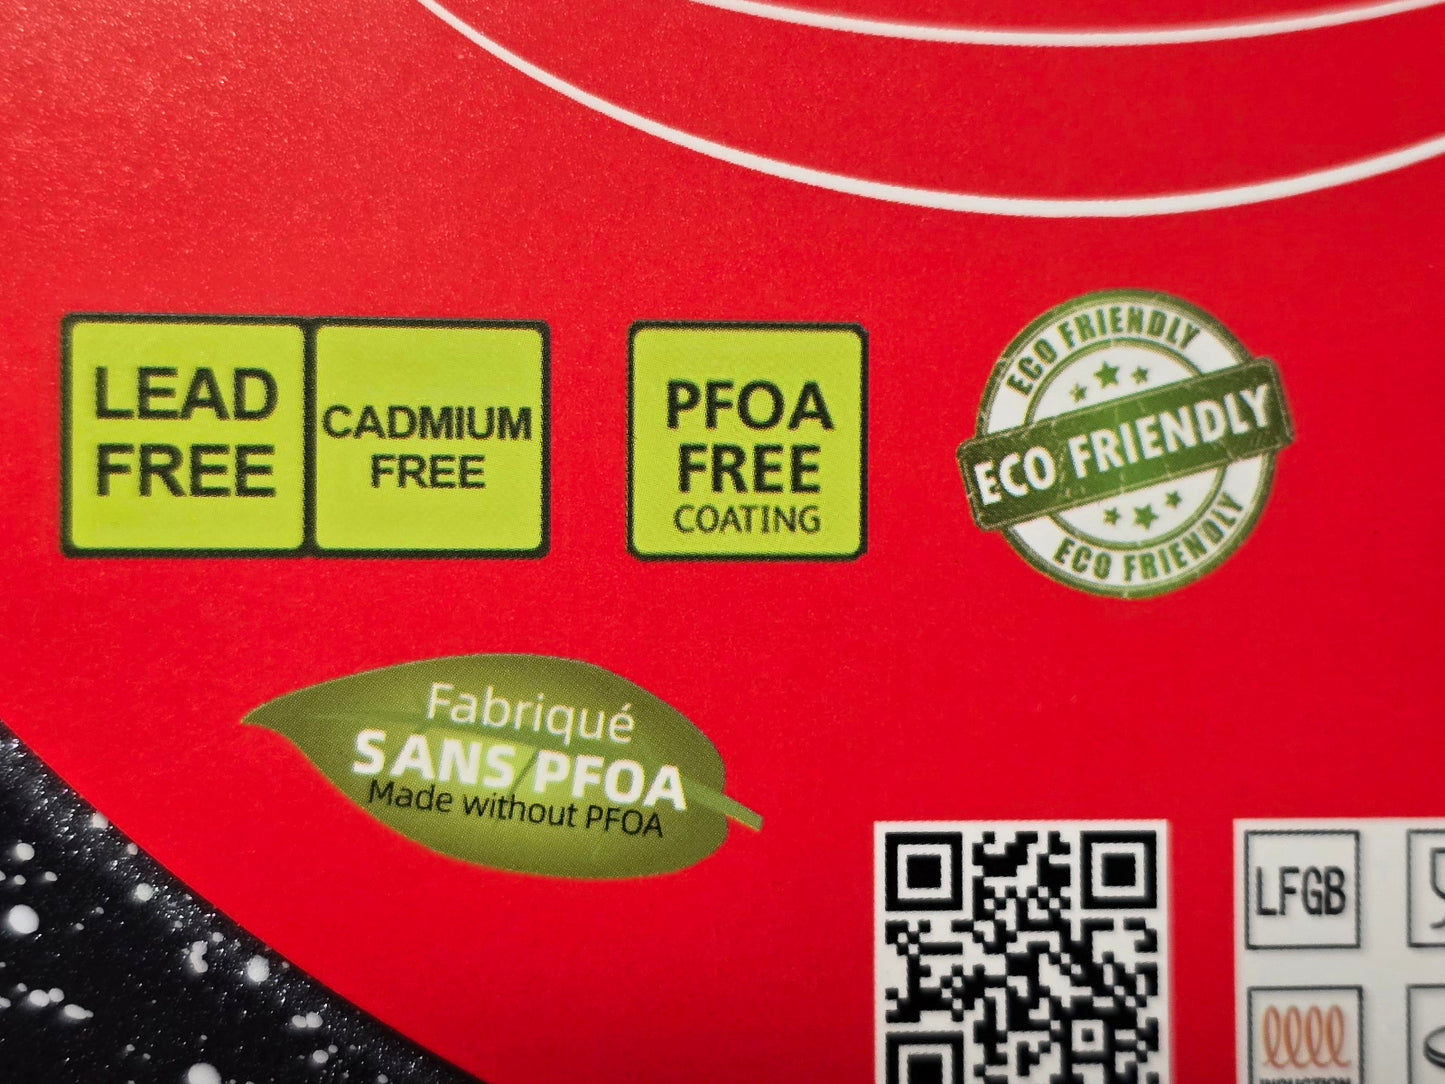 LEAD
FREE
CADMIUM
FREE
PFOA
FREE
COATING
ECO FRIENDLY
ECO FRIENDLY
ECO FRIENDLY
Fabriqué
SANS PFOA
Made without PFOA
LFGB